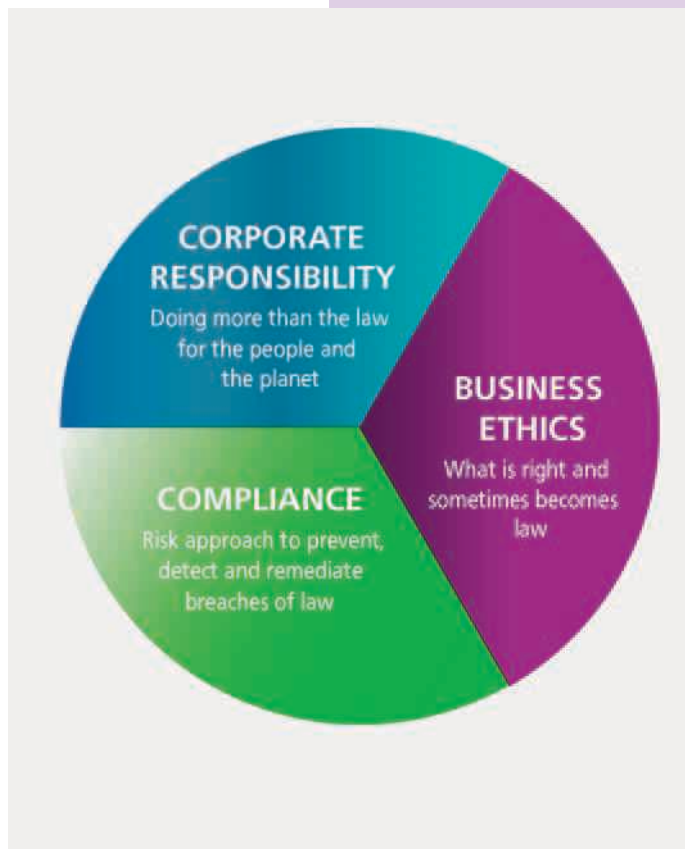 CORPORATE
RESPONSIBILITY
Doing more than the law
for the people and
the planet
BUSINESS
ETHICS
What is right and
sometimes becomes
law
COMPLIANCE
Risk approach to prevent,
detect and remediate
breaches of law